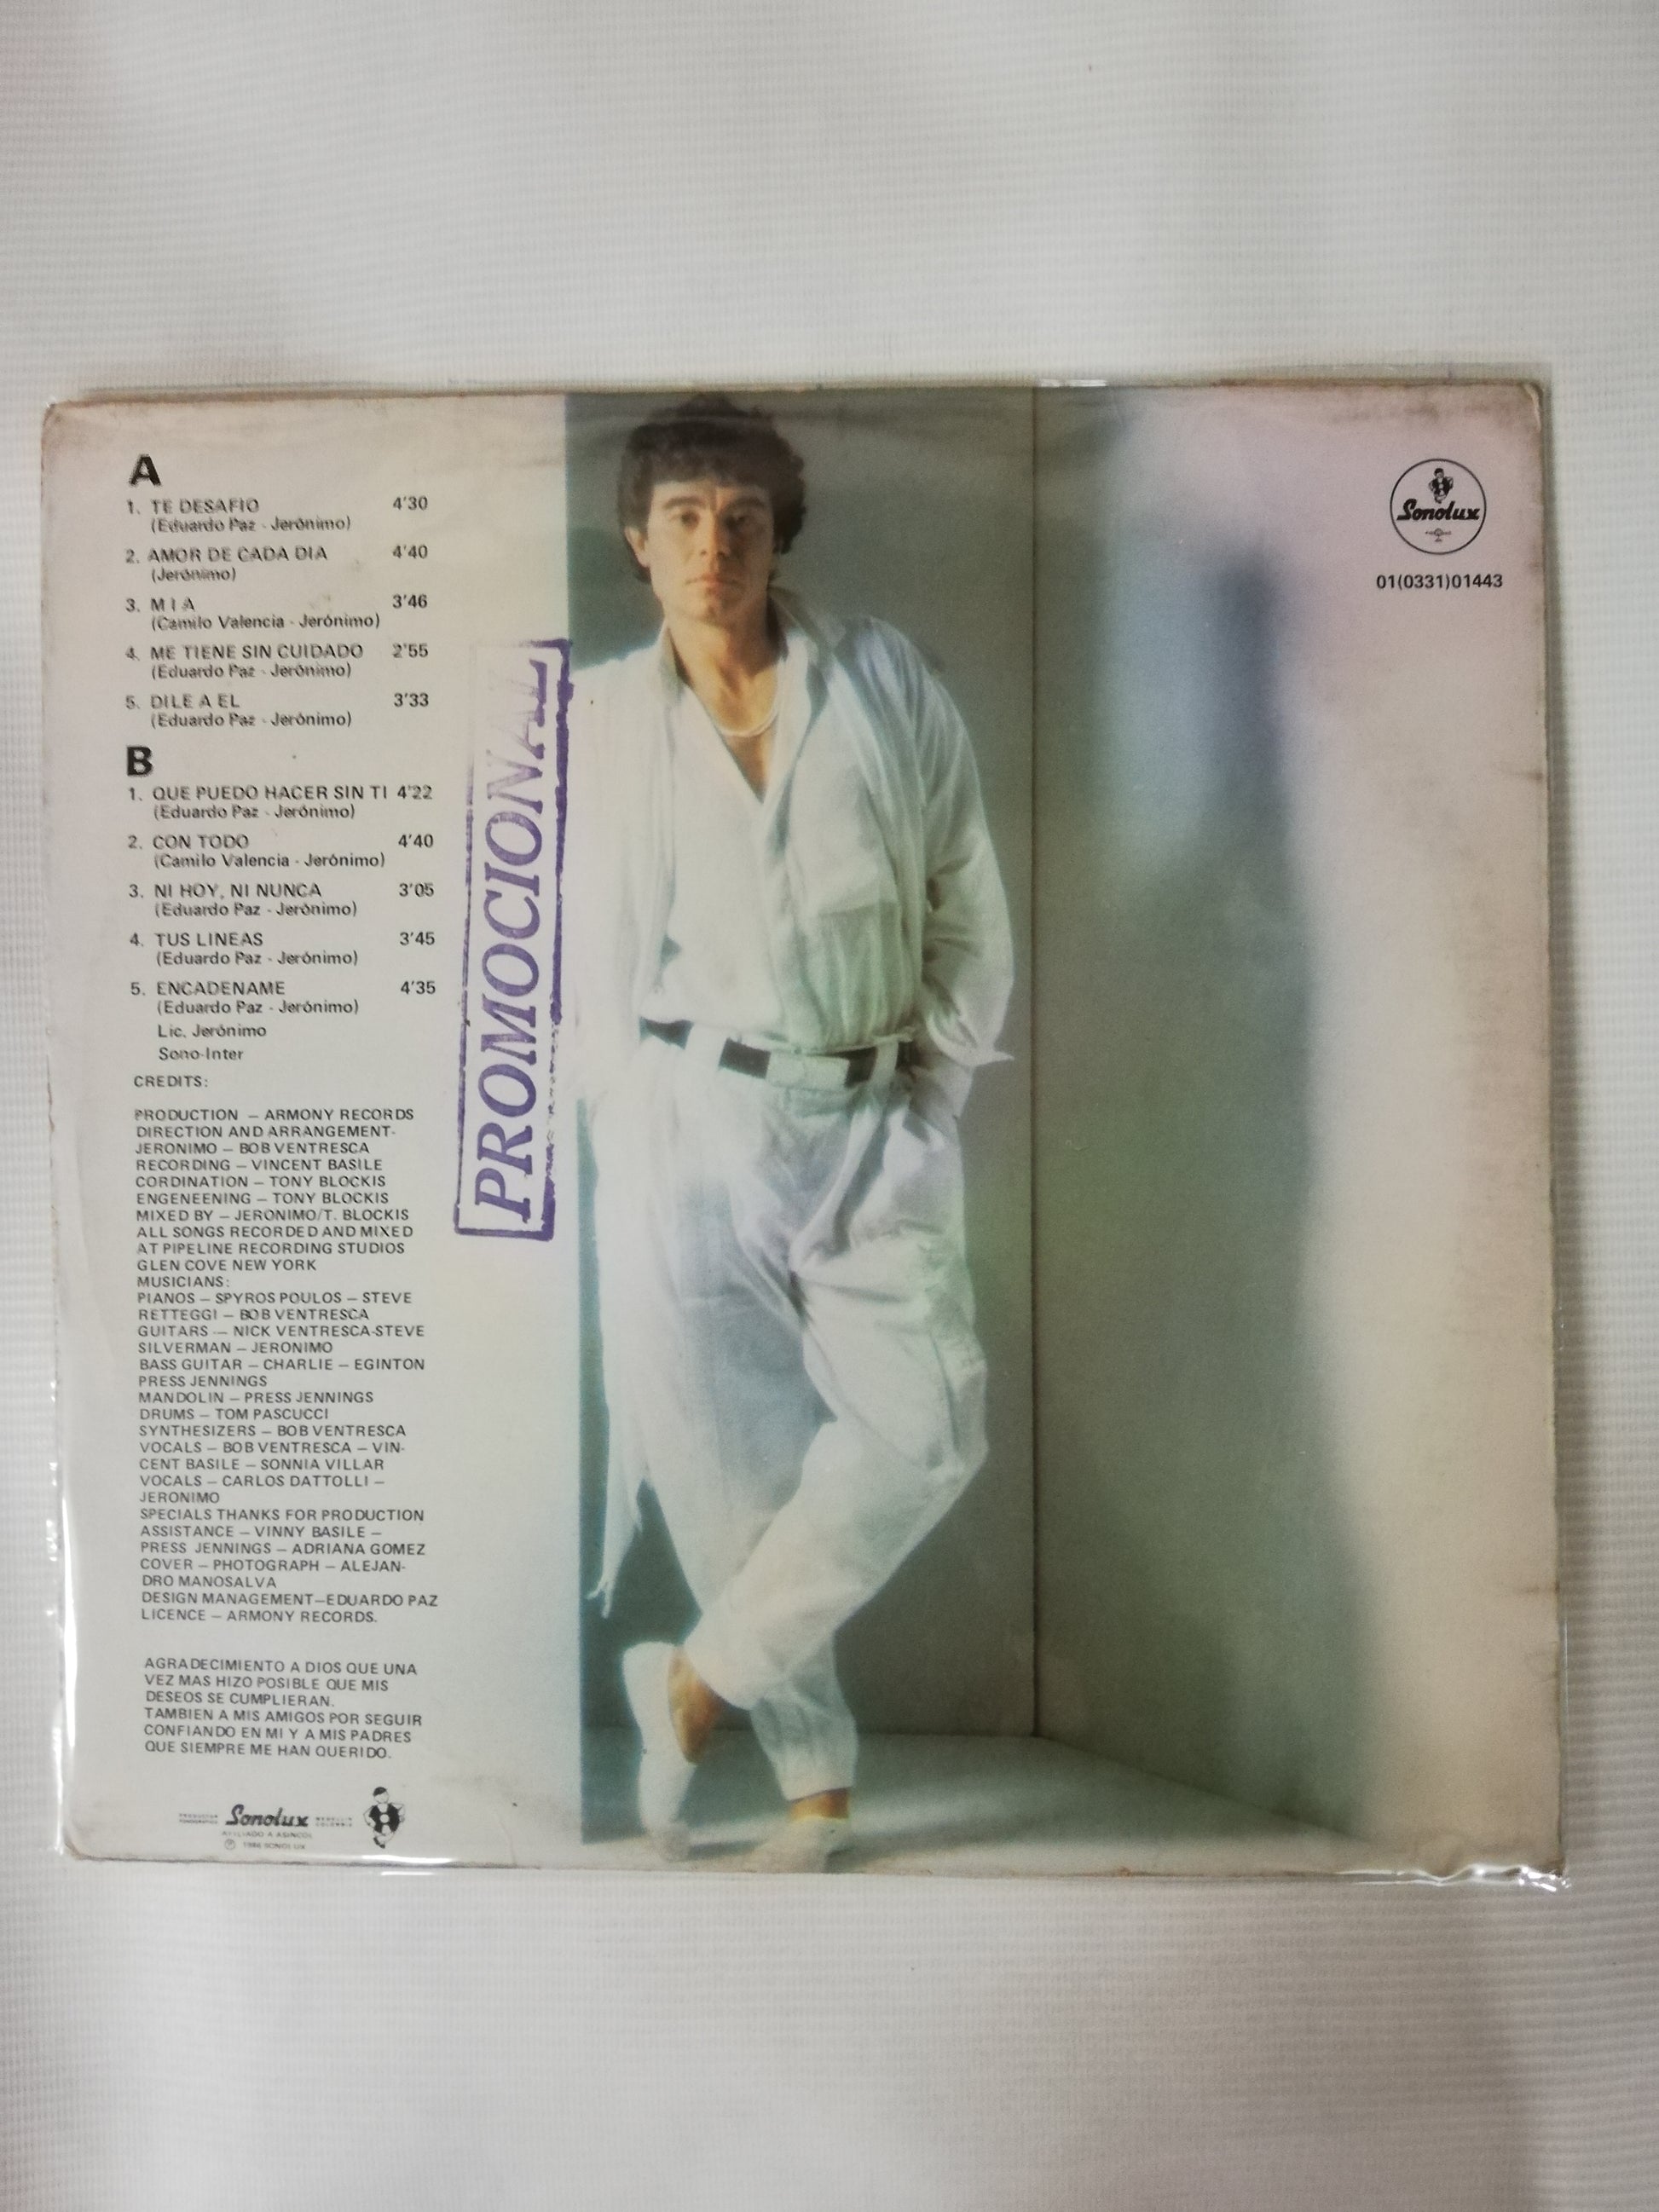 A
1. TE DESAFIO 4'30
(Eduardo Paz - Jerónimo)
2. AMOR DE CADA DIA 4'40
(Jerónimo)
3. M I A 3'46
(Camilo Valencia - Jerónimo)
4. ME TIENE SIN CUIDADO 2'55
(Eduardo Paz - Jerónimo)
5. DILE A EL 3'33
(Eduardo Paz - Jerónimo)
B
1. QUE PUEDO HACER SIN TI 4'22
(Eduardo Paz - Jerónimo)
2. CON TODO 4'40
(Camilo Valencia - Jerónimo)
3. NI HOY, NI NUNCA 3'05
(Eduardo Paz - Jerónimo)
4. TUS LINEAS 3'45
(Eduardo Paz - Jerónimo)
5. ENCADENAME 4'35
(Eduardo Paz - Jerónimo)
Lic. Jerónimo
Sono-Inter
CREDITS:
PRODUCTION – ARMONY RECORDS
DIRECTION AND ARRANGEMENT-
JERONIMO – BOB VENTRESCA
RECORDING – VINCENT BASILE
CORDINATION – TONY BLOCKIS
ENGENEENING – TONY BLOCKIS
MIXED BY – JERONIMO/T. BLOCKIS
ALL SONGS RECORDED AND MIXED
AT PIPELINE RECORDING STUDIOS
GLEN COVE NEW YORK
MUSICIANS:
PIANOS – SPYROS POULOS – STEVE
RETTEGGI – BOB VENTRESCA
GUITARS – NICK VENTRESCA-STEVE
SILVERMAN – JERONIMO
BASS GUITAR – CHARLIE – EGINTON
PRESS JENNINGS
MANDOLIN – PRESS JENNINGS
DRUMS – TOM PASCUCCI
SYNTHESIZERS – BOB VENTRESCA
VOCALS – BOB VENTRESCA – VIN-
CENT BASILE – SONNIA VILLAR
VOCALS – CARLOS DATTOLLI –
JERONIMO
SPECIALS THANKS FOR PRODUCTION
ASSISTANCE – VINNY BASILE –
PRESS JENNINGS – ADRIANA GOMEZ
COVER – PHOTOGRAPH – ALEJAN-
DRO MANOSALVA
DESIGN MANAGEMENT–EDUARDO PAZ
LICENCE – ARMONY RECORDS.
AGRADECIMIENTO A DIOS QUE UNA
VEZ MAS HIZO POSIBLE QUE MIS
DESEOS SE CUMPLIERAN.
TAMBIEN A MIS AMIGOS POR SEGUIR
CONFIANDO EN MI Y A MIS PADRES
QUE SIEMPRE ME HAN QUERIDO.
Sonolux
AFILIADO A ASINCOL
℗ 1986 SONOLUX
PROMOCIONAL
Sonolux
01(0331)01443